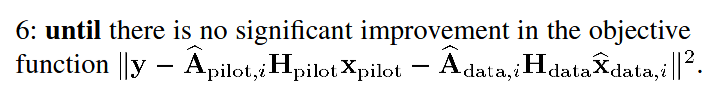 6: until there is no significant improvement in the objective
function ‖y − Â_pilot,i H_pilot x_pilot − Â_data,i H_data x̂_data,i‖².